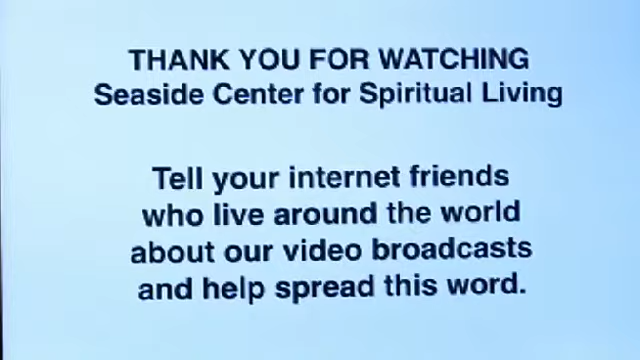 THANK YOU FOR WATCHING
Seaside Center for Spiritual Living
Tell your internet friends
who live around the world
about our video broadcasts
and help spread this word.